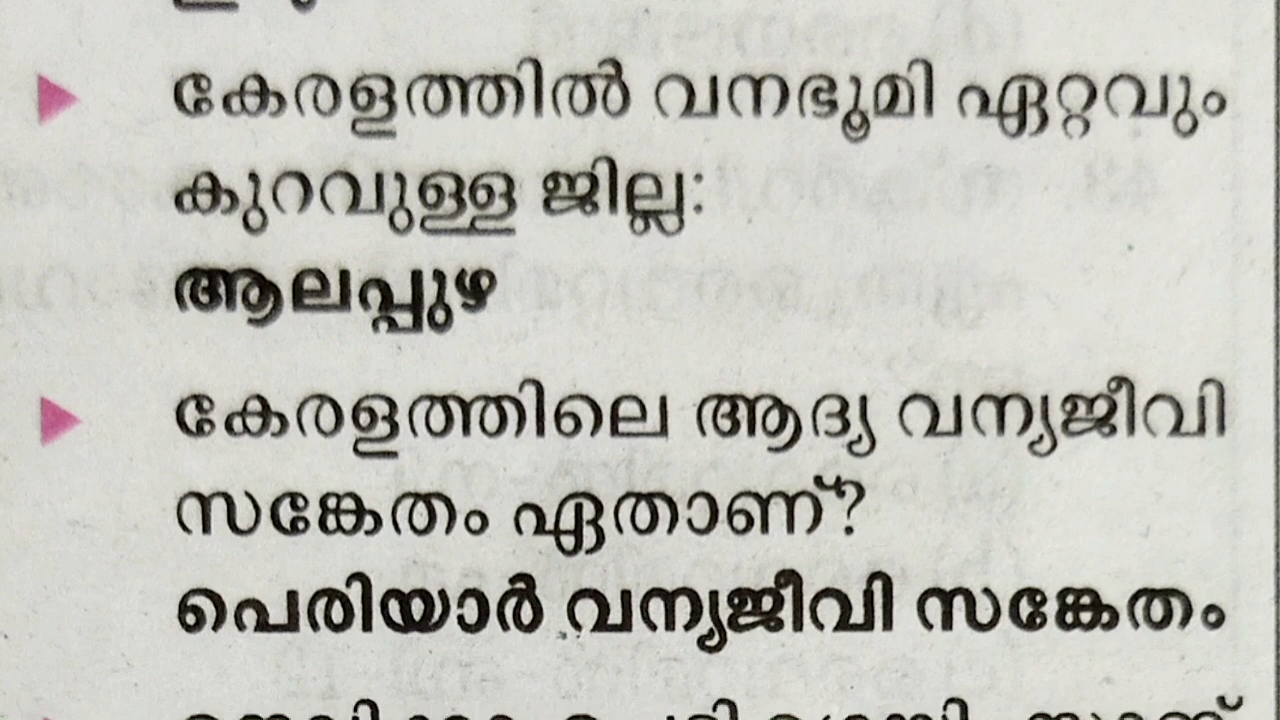 കേരളത്തിൽ വനഭൂമി ഏറ്റവും
കുറവുള്ള ജില്ല:
ആലപ്പുഴ
കേരളത്തിലെ ആദ്യ വന്യജീവി
സങ്കേതം ഏതാണ്?
പെരിയാർ വന്യജീവി സങ്കേതം